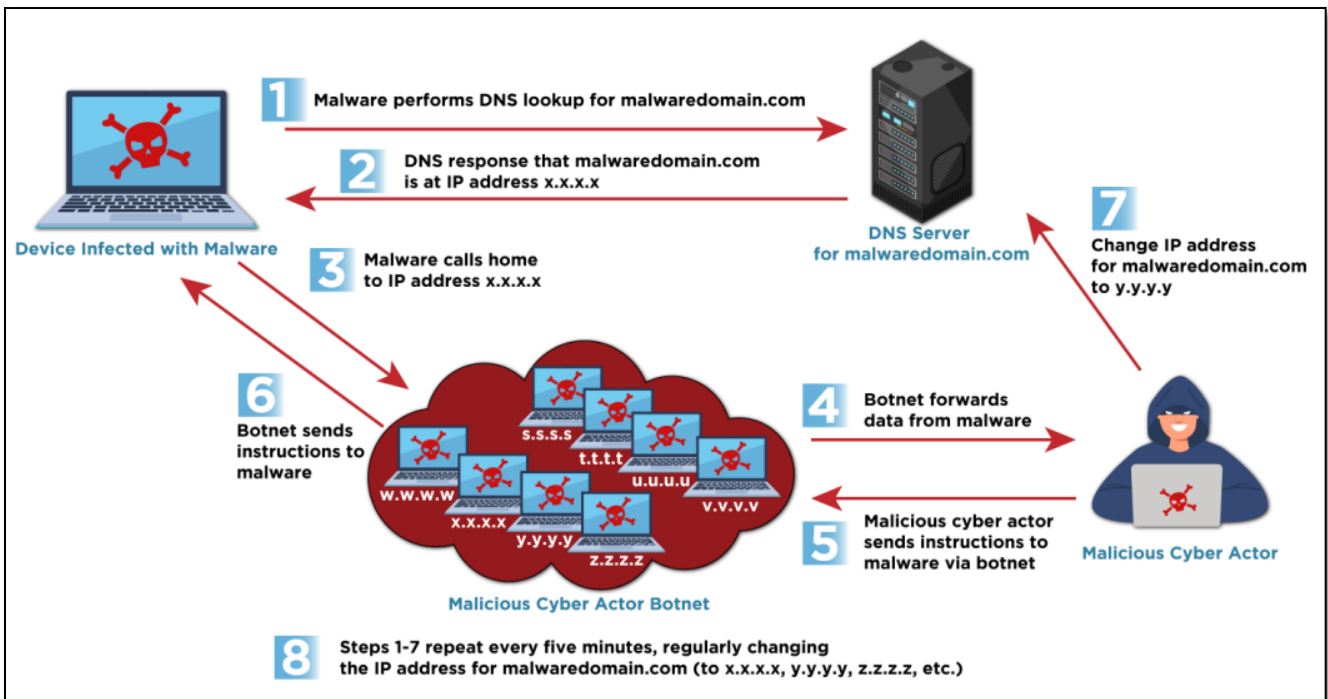 1
Malware performs DNS lookup for malwaredomain.com
2
DNS response that malwaredomain.com
is at IP address x.x.x.x
Device Infected with Malware
DNS Server
for malwaredomain.com
3
Malware calls home
to IP address x.x.x.x
7
Change IP address
for malwaredomain.com
to y.y.y.y
6
Botnet sends
instructions to
malware
s.s.s.s
t.t.t.t
u.u.u.u
v.v.v.v
w.w.w.w
x.x.x.x
y.y.y.y
z.z.z.z
Malicious Cyber Actor Botnet
4
Botnet forwards
data from malware
5
Malicious cyber actor
sends instructions to
malware via botnet
Malicious Cyber Actor
8
Steps 1-7 repeat every five minutes, regularly changing
the IP address for malwaredomain.com (to x.x.x.x, y.y.y.y, z.z.z.z, etc.)